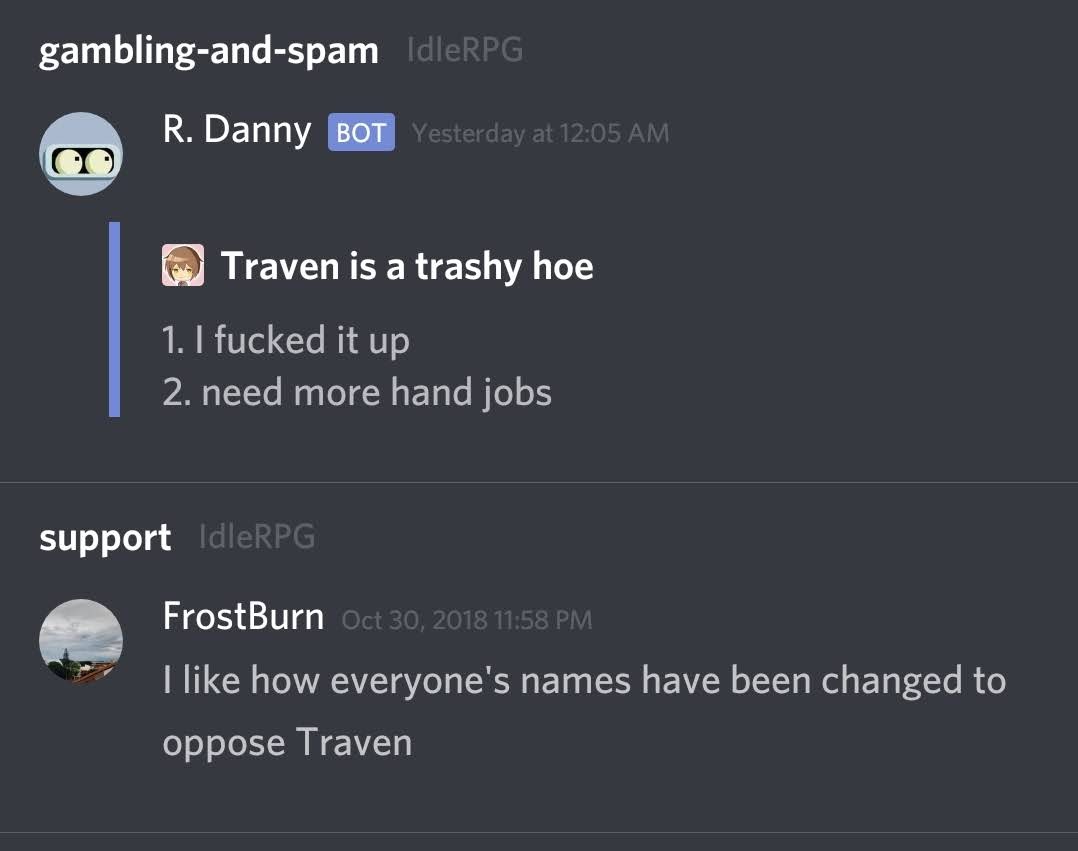 gambling-and-spam IdleRPG
R. Danny BOT Yesterday at 12:05 AM
Traven is a trashy hoe
1. I fucked it up
2. need more hand jobs
support IdleRPG
FrostBurn Oct 30, 2018 11:58 PM
I like how everyone's names have been changed to
oppose Traven